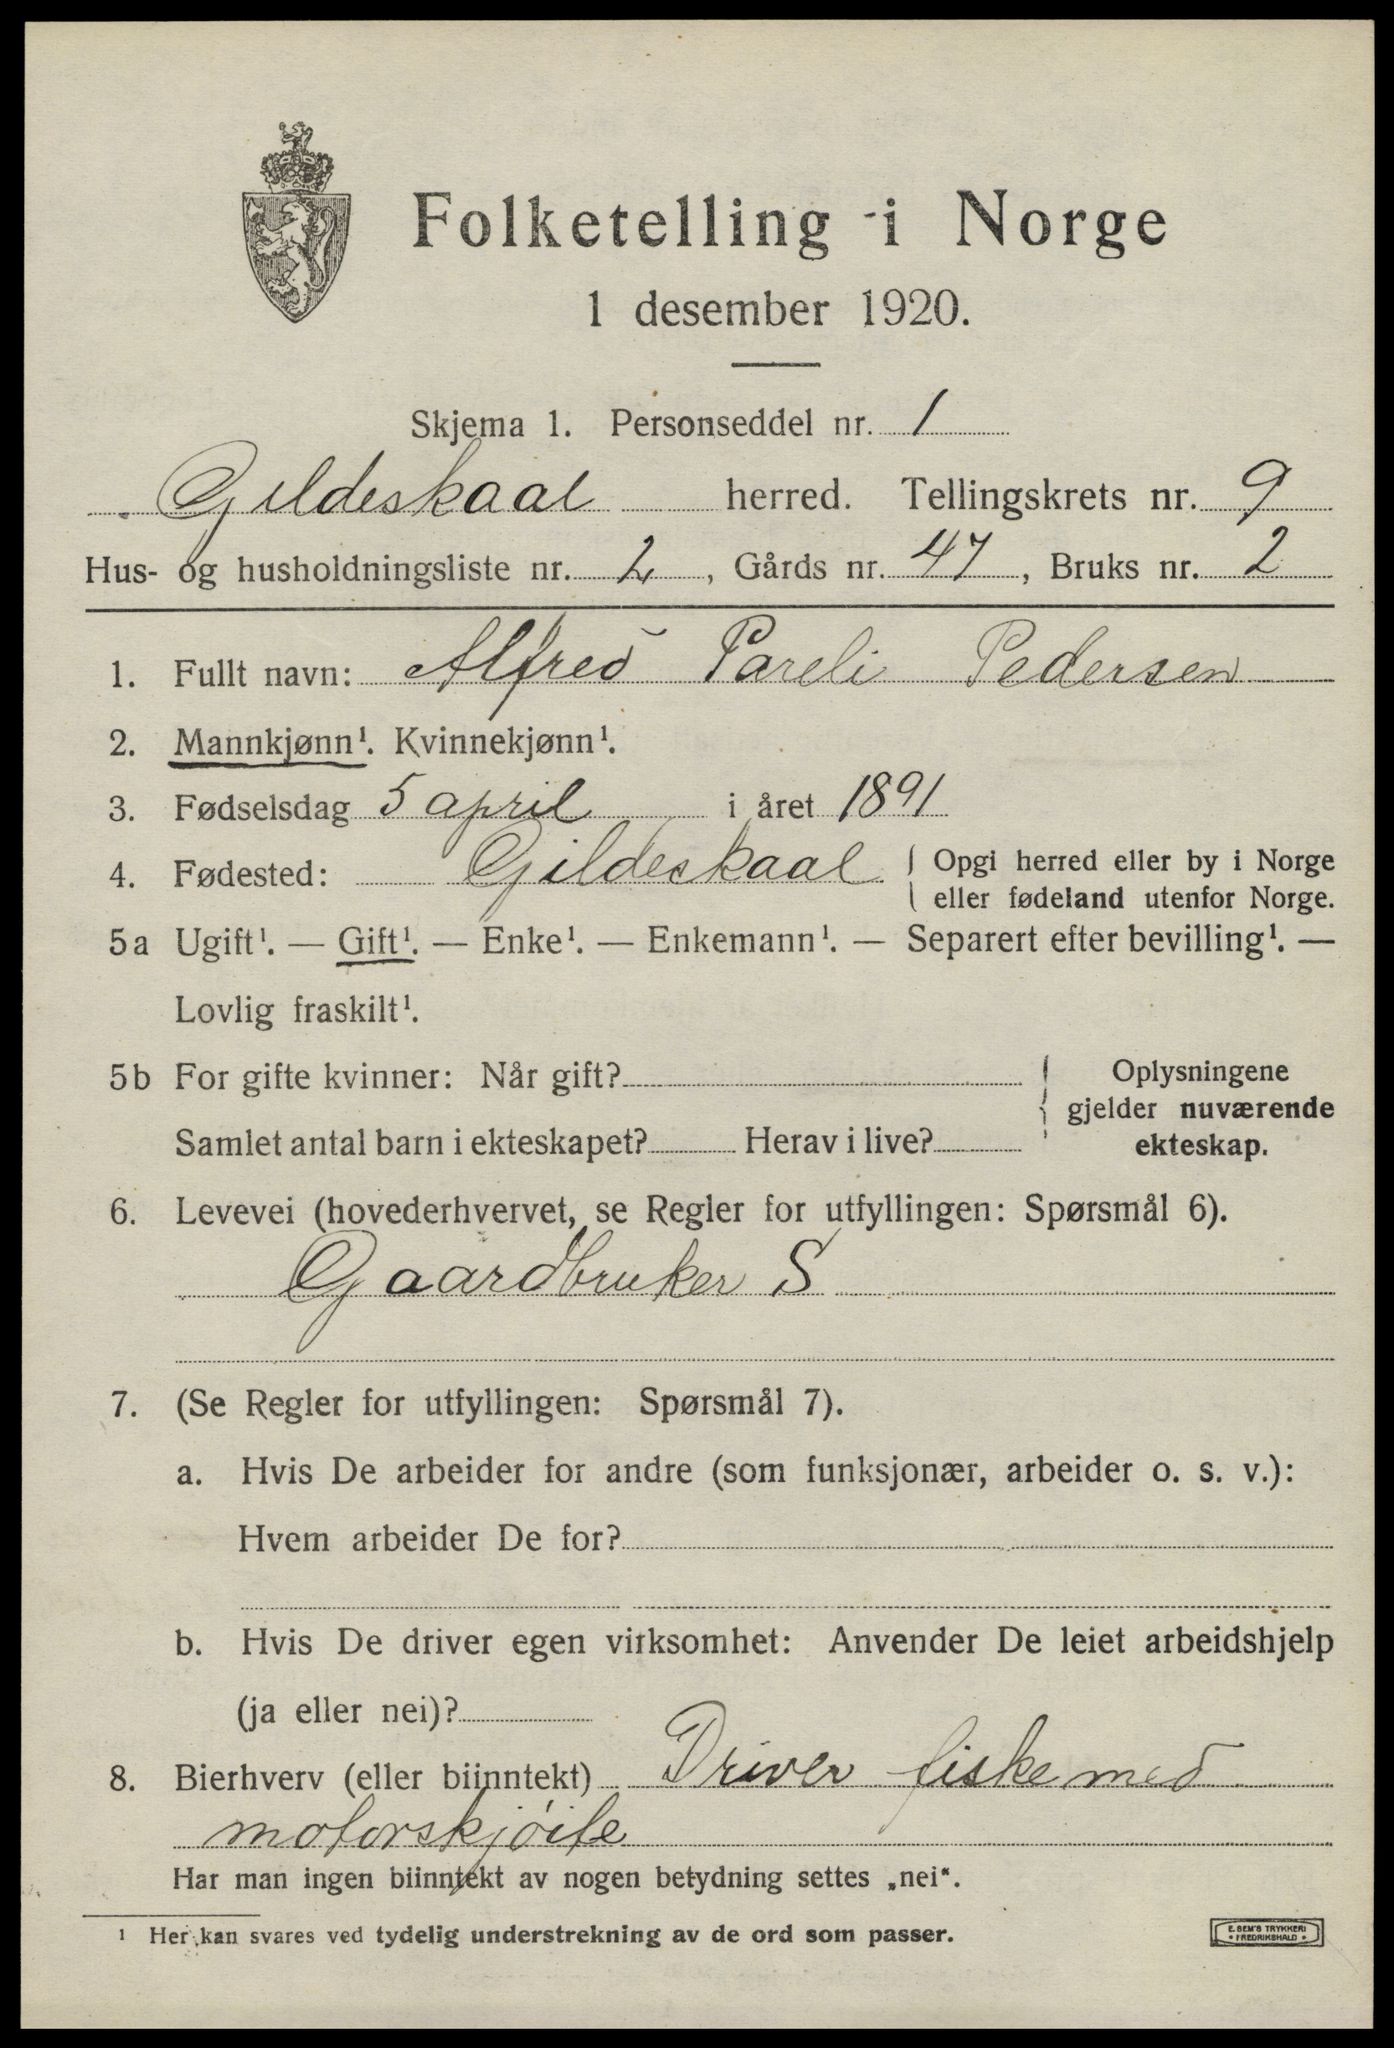 Folketelling i Norge
1 desember 1920.
Skjema 1. Personseddel nr. 1
Gildeskaal herred. Tellingskrets nr. 9
Hus- og husholdningsliste nr. 2, Gårds nr. 47, Bruks nr. 2
1. Fullt navn: Alfred Pareli Pedersen
2. Mannkjønn¹. Kvinnekjønn¹.
3. Fødselsdag 5 april i året 1891
4. Fødested: Gildeskaal { Opgi herred eller by i Norge
eller fødeland utenfor Norge.
5a Ugift¹. — Gift¹. — Enke¹. — Enkemann¹. — Separert efter bevilling¹. —
Lovlig fraskilt¹.
5b For gifte kvinner: Når gift? { Oplysningene
gjelder nuværende
Samlet antal barn i ekteskapet? Herav i live? ekteskap.
6. Levevei (hovederhvervet, se Regler for utfyllingen: Spørsmål 6).
Gaardbruker S
7. (Se Regler for utfyllingen: Spørsmål 7).
a. Hvis De arbeider for andre (som funksjonær, arbeider o. s. v.):
Hvem arbeider De for?
b. Hvis De driver egen virksomhet: Anvender De leiet arbeidshjelp
(ja eller nei)?
8. Bierhverv (eller biinntekt) Driver fiske med
motorskjøite
Har man ingen biinntekt av nogen betydning settes „nei“.
¹ Her kan svares ved tydelig understrekning av de ord som passer.
E. SEM'S TRYKKERI
• FREDRIKSHALD •